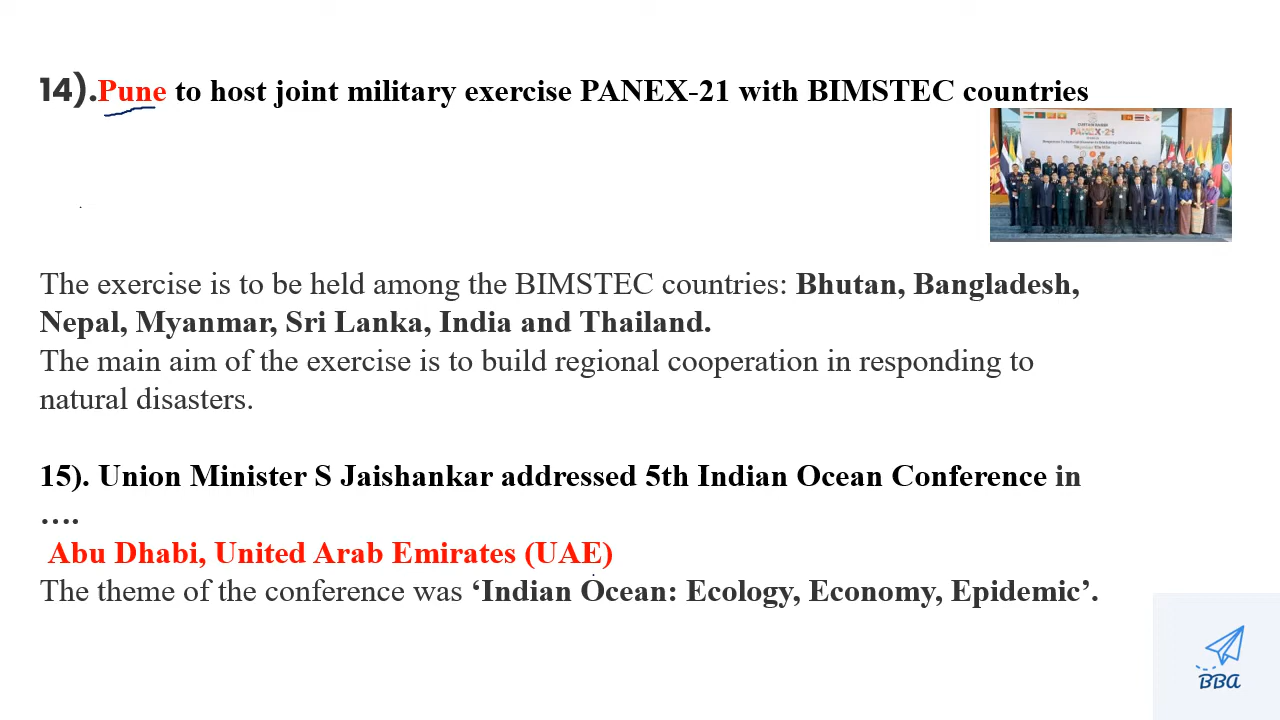 14).Pune to host joint military exercise PANEX-21 with BIMSTEC countries
PANEX-21
The exercise is to be held among the BIMSTEC countries: Bhutan, Bangladesh,
Nepal, Myanmar, Sri Lanka, India and Thailand.
The main aim of the exercise is to build regional cooperation in responding to
natural disasters.
15). Union Minister S Jaishankar addressed 5th Indian Ocean Conference in
….
Abu Dhabi, United Arab Emirates (UAE)
The theme of the conference was ‘Indian Ocean: Ecology, Economy, Epidemic’.
BBA